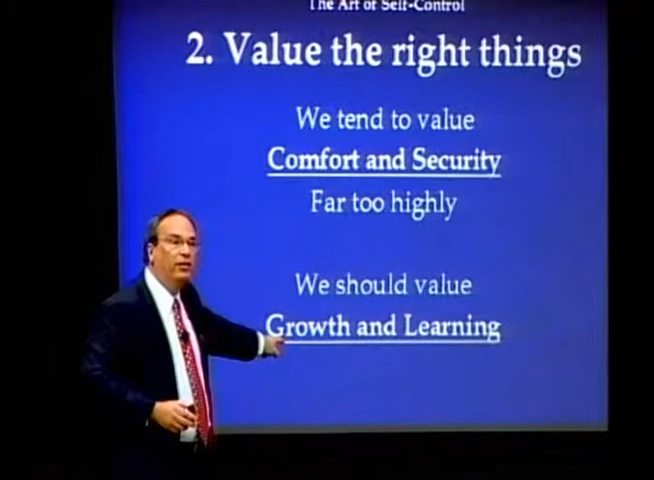 The Art of Self-Control
2. Value the right things
We tend to value
Comfort and Security
Far too highly
We should value
Growth and Learning